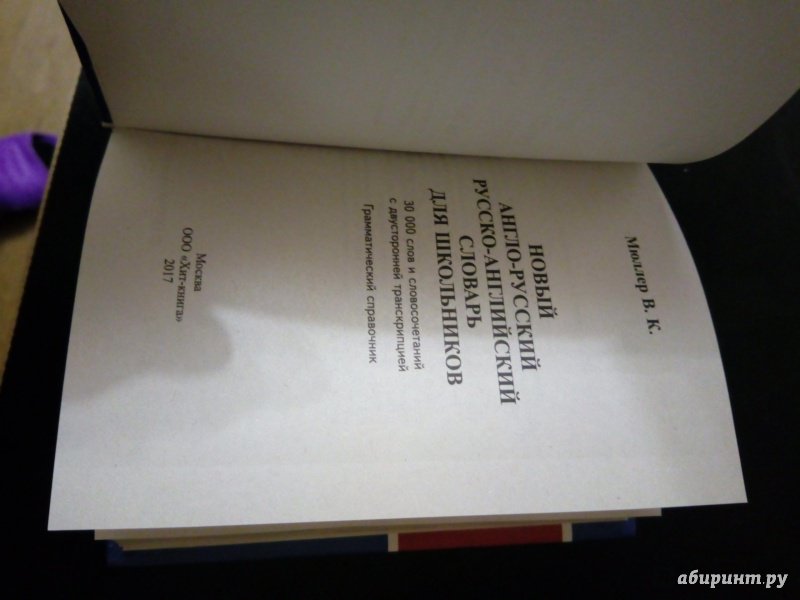 Мюллер В. К.
НОВЫЙ
АНГЛО-РУССКИЙ
РУССКО-АНГЛИЙСКИЙ
СЛОВАРЬ
ДЛЯ ШКОЛЬНИКОВ
30 000 слов и словосочетаний
с двусторонней транскрипцией
Грамматический справочник
Москва
ООО «Хит-книга»
2017
абиринт.ру